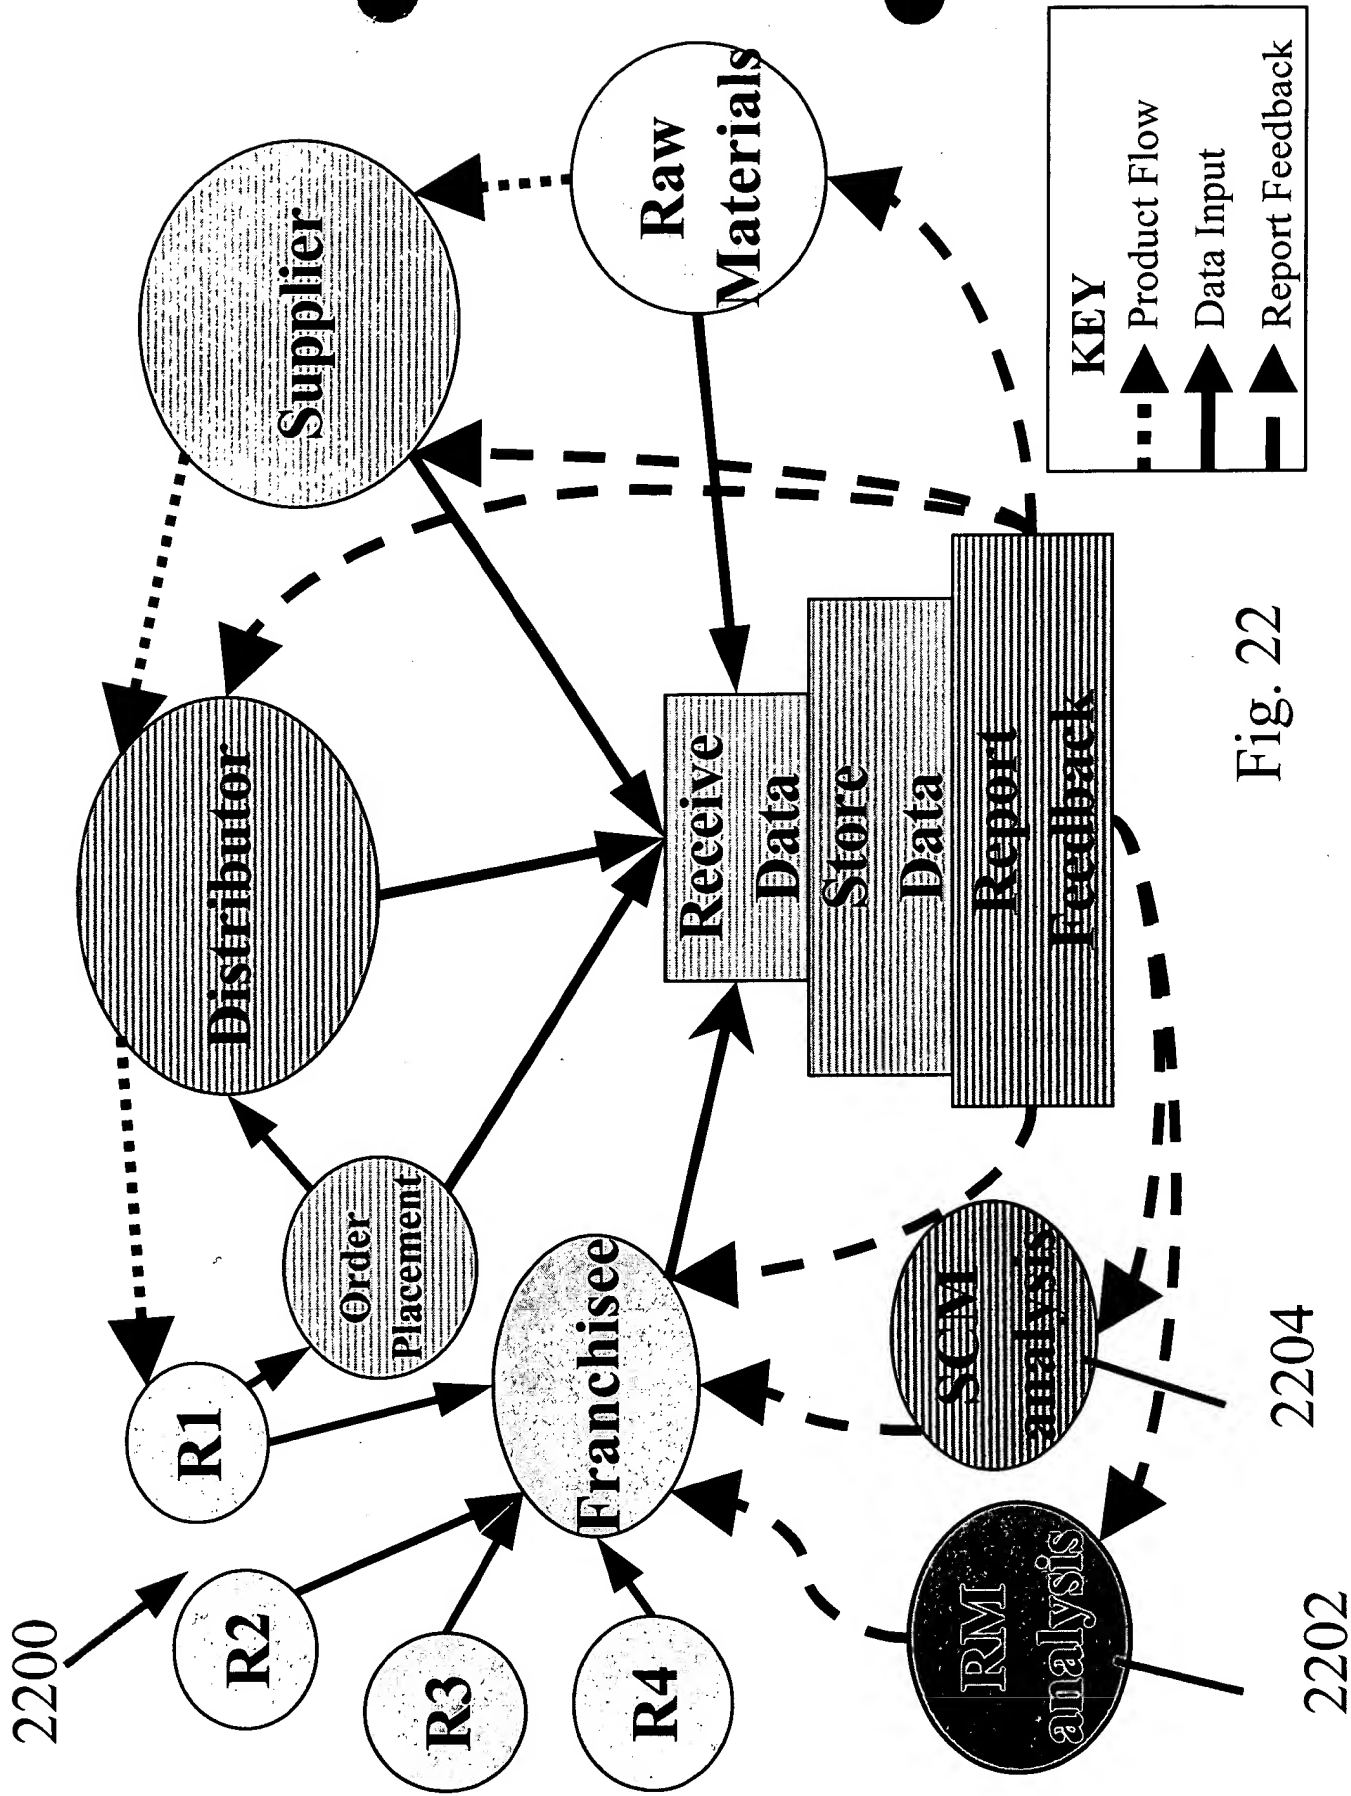 2200
R1
R2
R3
R4
Order
Placement
Distributor
Supplier
Franchisee
Raw
Materials
Receive
Data
Store
Data
Report
Feedback
SCM
analysis
IRM
analysis
2202
2204
KEY
Product Flow
Data Input
Report Feedback
Fig. 22